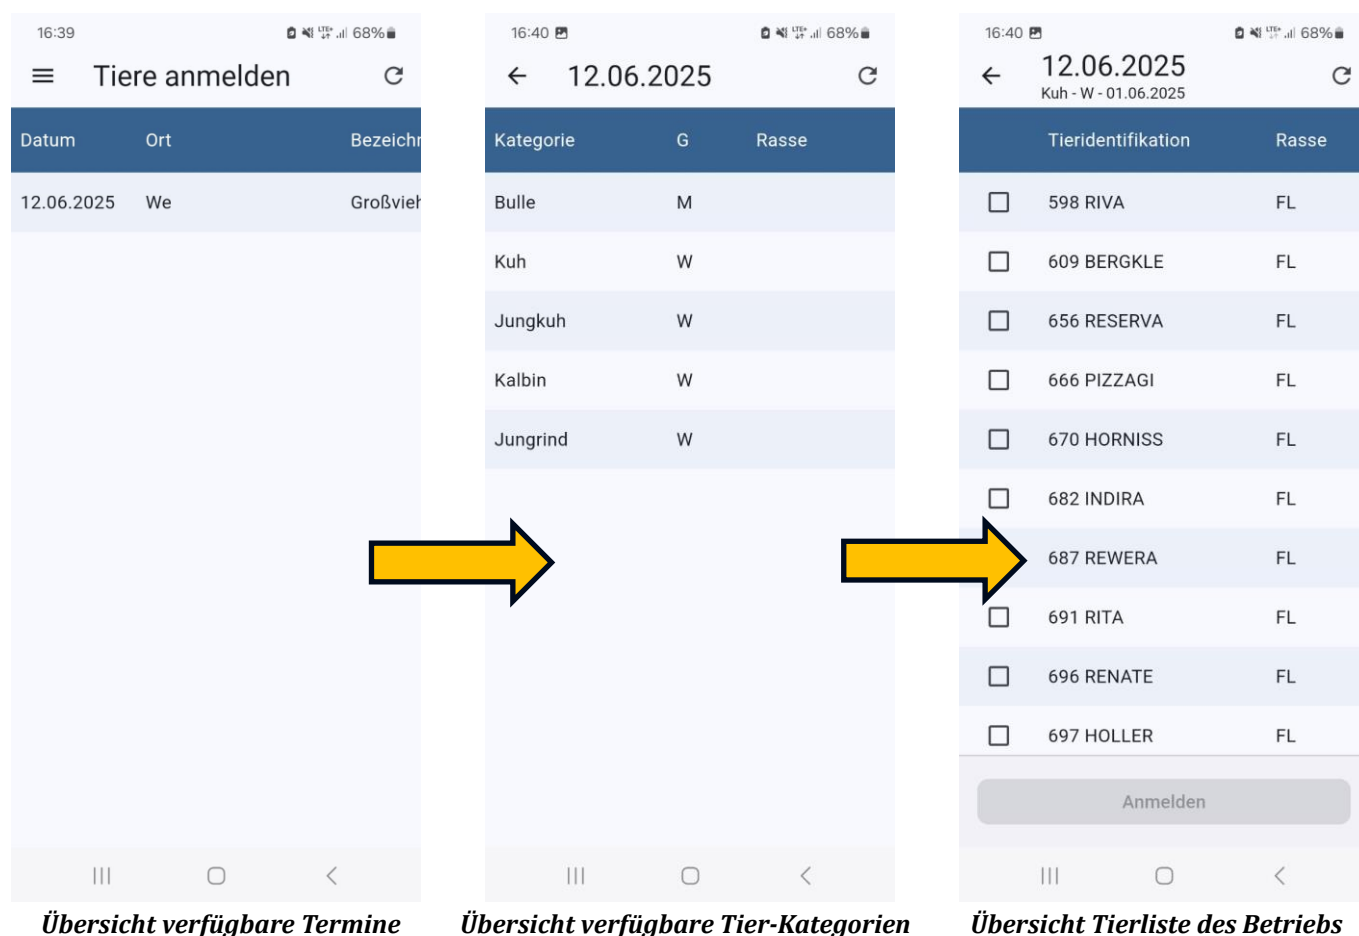 16:39 68%
Tiere anmelden
Datum Ort Bezeichn
12.06.2025 We Großvieh
16:40 68%
12.06.2025
Kategorie G Rasse
Bulle M
Kuh W
Jungkuh W
Kalbin W
Jungrind W
16:40 68%
12.06.2025
Kuh - W - 01.06.2025
Tieridentifikation Rasse
598 RIVA FL
609 BERGKLE FL
656 RESERVA FL
666 PIZZAGI FL
670 HORNISS FL
682 INDIRA FL
687 REWERA FL
691 RITA FL
696 RENATE FL
697 HOLLER FL
Anmelden
Übersicht verfügbare Termine
Übersicht verfügbare Tier-Kategorien
Übersicht Tierliste des Betriebs